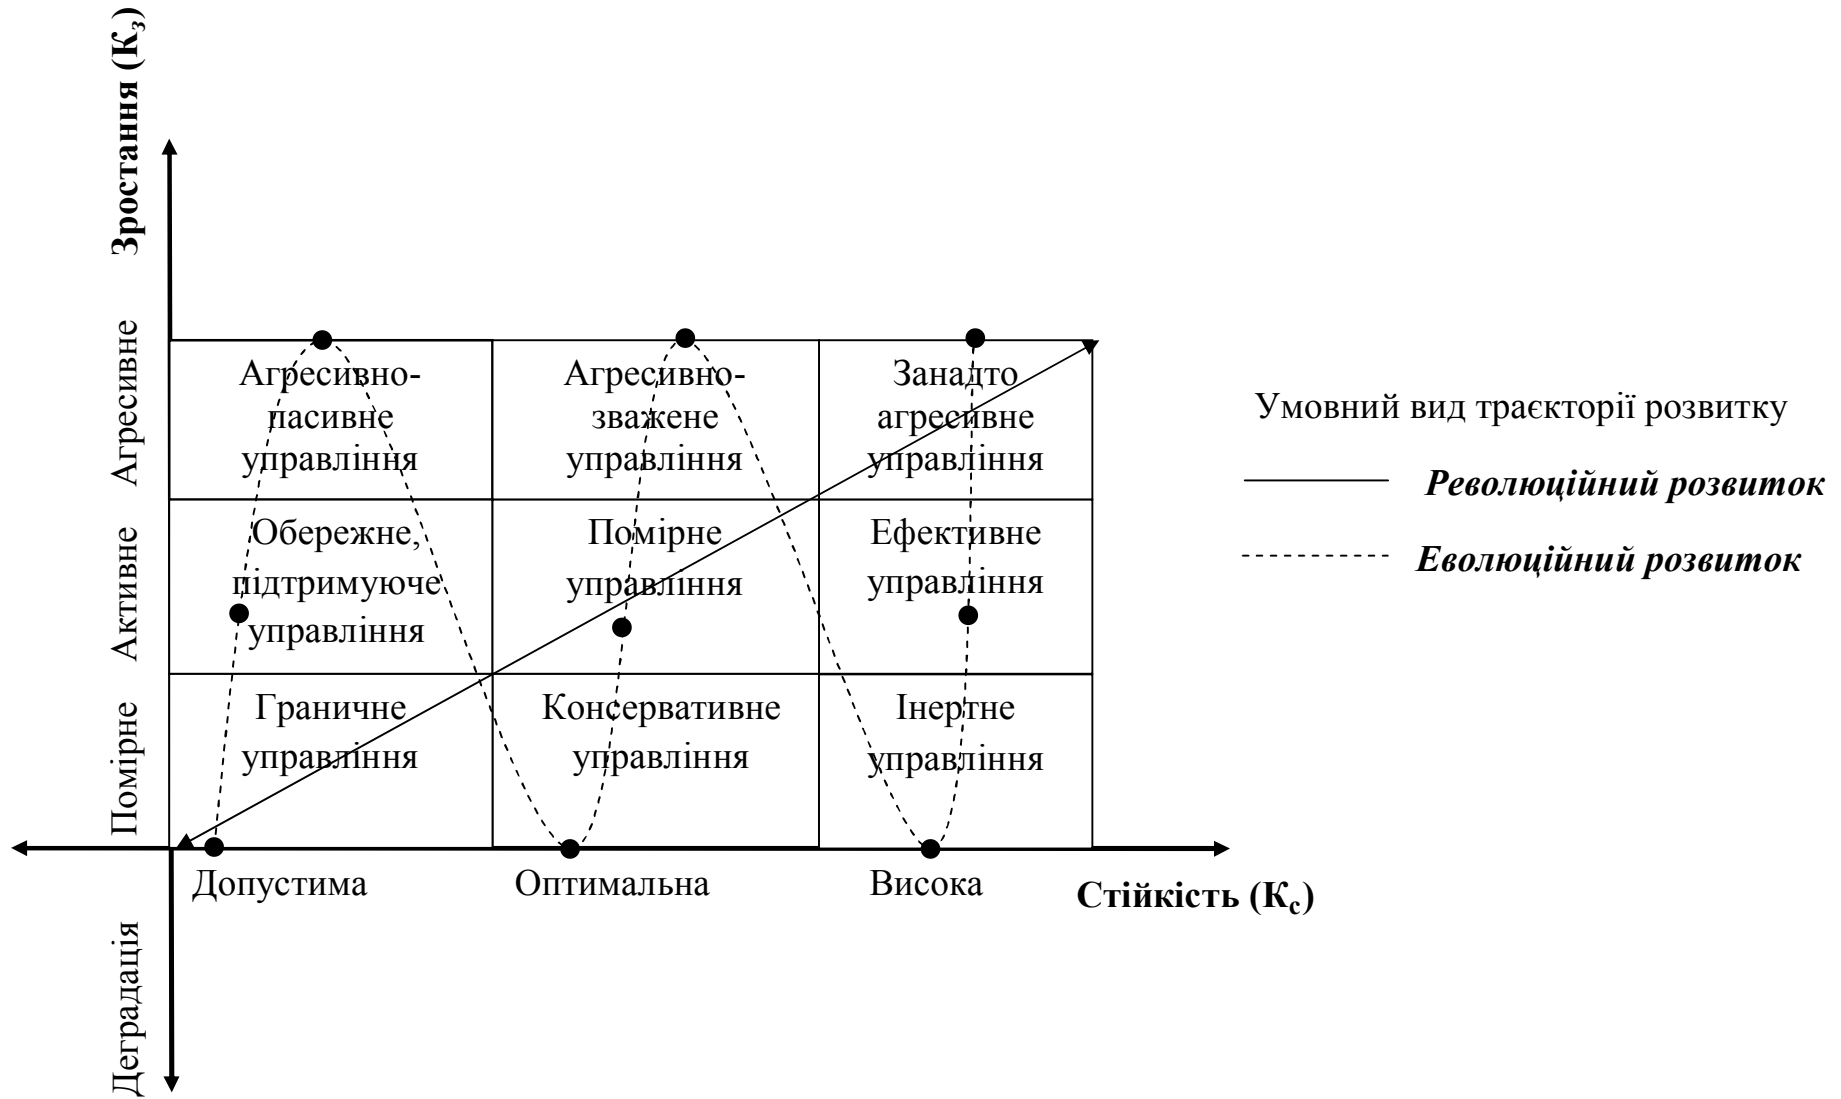 Зростання (Кз)
Агресивне
Активне
Помірне
Деградація
Агресивно-
пасивне
управління
Агресивно-
зважене
управління
Занадто
агресивне
управління
Обережне,
підтримуюче
управління
Помірне
управління
Ефективне
управління
Граничне
управління
Консервативне
управління
Інертне
управління
Допустима
Оптимальна
Висока
Стійкість (Кс)
Умовний вид траєкторії розвитку
Революційний розвиток
Еволюційний розвиток